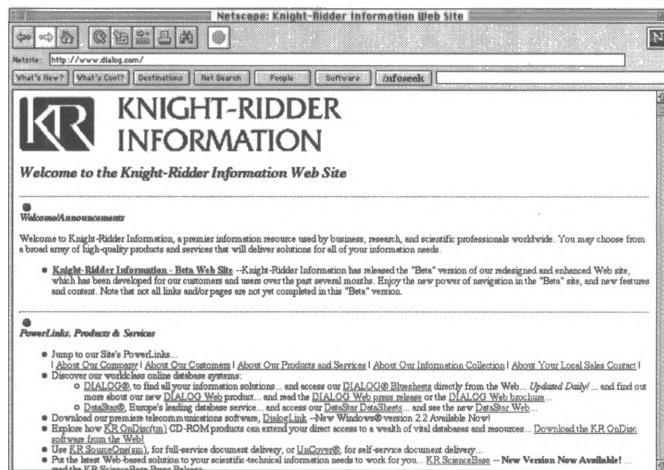 Netscape: Knight-Ridder Information Web Site
N
Netsite: http://www.dialog.com/
What's New? What's Cool? Destinations Net Search People Software infoseek
KR KNIGHT-RIDDER
INFORMATION
Welcome to the Knight-Ridder Information Web Site
Welcome/Announcements
Welcome to Knight-Ridder Information, a premier information resource used by business, research, and scientific professionals worldwide. You may choose from
a broad array of high-quality products and services that will deliver solutions for all of your information needs.
Knight-Ridder Information - Beta Web Site --Knight-Ridder Information has released the "Beta" version of our redesigned and enhanced Web site,
which has been developed for our customers and users over the past several months. Enjoy the new power of navigation in the "Beta" site, and new features
and content. Note that not all links and/or pages are not yet completed in this "Beta" version.
PowerLinks, Products & Services
Jump to our Site's PowerLinks...
| About Our Company | About Our Customers | About Our Products and Services | About Our Information Collection | About Your Local Sales Contact |
Discover our worldclass online database systems:
DIALOG®, to find all your information solutions... and access our DIALOG® Bluesheets directly from the Web... Updated Daily! ... and find out
more about our new DIALOG Web product... and read the DIALOG Web press release or the DIALOG Web brochure...
DataStar®, Europe's leading database service... and access our DataStar DataSheets... and see the new DataStar Web...
Download our premiere telecommunications software, DialogLink --New Windows® version 2.2 Available Now!
Explore how KR OnDisc(tm) CD-ROM products can extend your direct access to a wealth of vital databases and resources... Download the KR OnDisc
software from the Web!
Use KR SourceOne(sm), for full-service document delivery, or UnCover®, for self-service document delivery...
Put the latest Web-based solution to your scientific-technical information needs to work for you... KR ScienceBase -- New Version Now Available! ...
read the KR ScienceBase Press Release